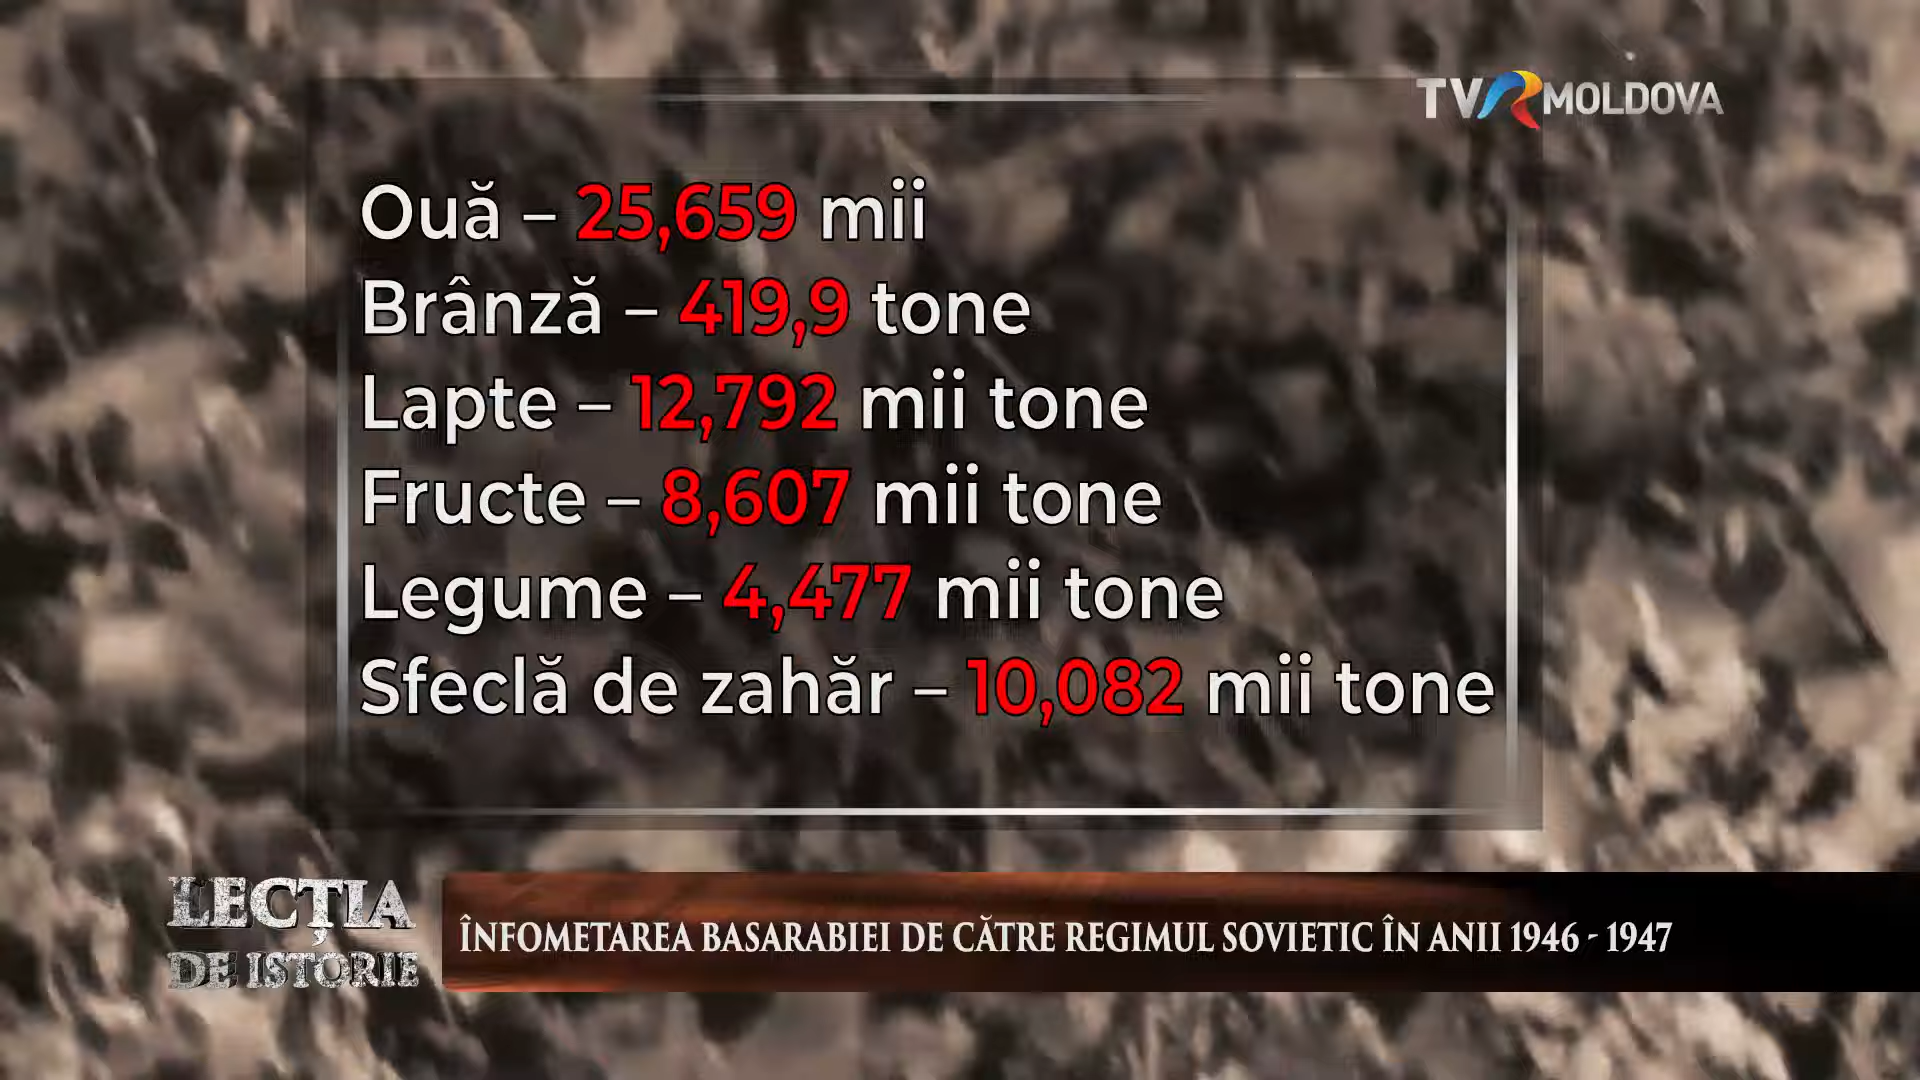 TVR MOLDOVA
Ouă – 25,659 mii
Brânză – 419,9 tone
Lapte – 12,792 mii tone
Fructe – 8,607 mii tone
Legume – 4,477 mii tone
Sfeclă de zahăr – 10,082 mii tone
LECȚIA
DE ISTORIE
ÎNFOMETAREA BASARABIEI DE CĂTRE REGIMUL SOVIETIC ÎN ANII 1946 - 1947